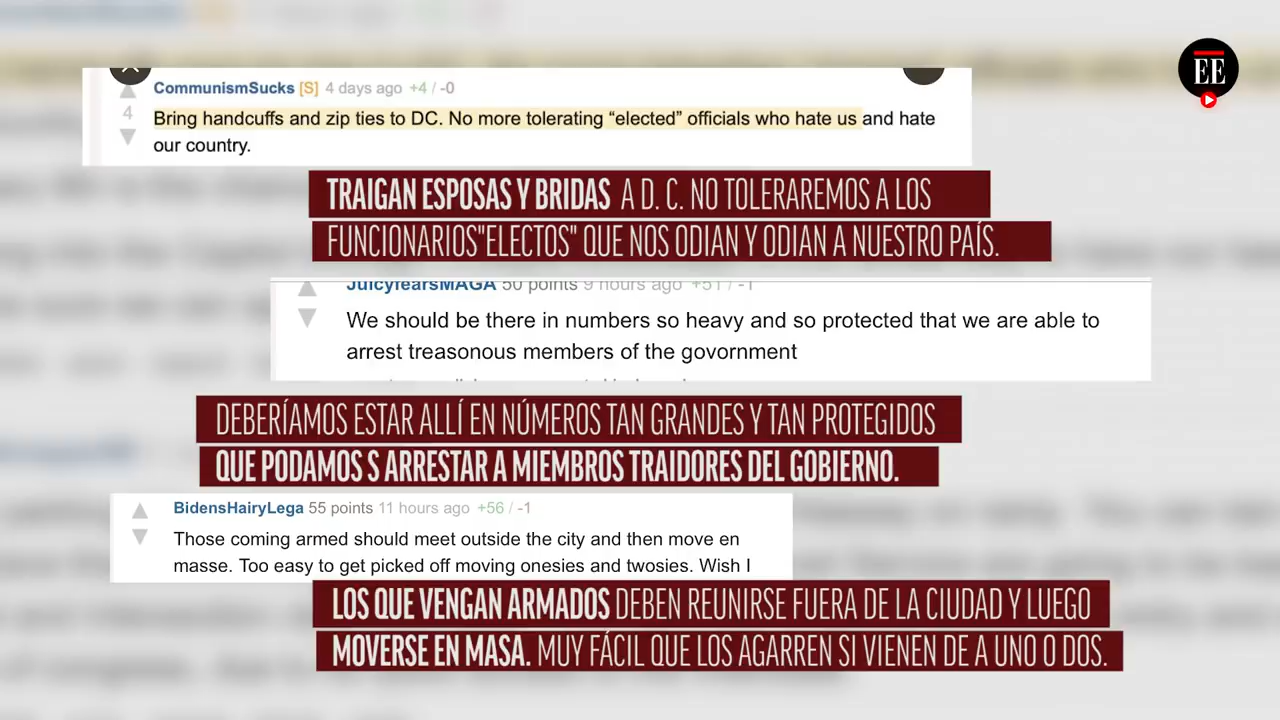 EE
CommunismSucks [S] 4 days ago +4 / -0
4
Bring handcuffs and zip ties to DC. No more tolerating “elected” officials who hate us and hate
our country.
TRAIGAN ESPOSAS Y BRIDAS A D. C. NO TOLERAREMOS A LOS
FUNCIONARIOS"ELECTOS" QUE NOS ODIAN Y ODIAN A NUESTRO PAÍS.
JuicyTearsMAGA 50 points 9 hours ago +51 / -1
We should be there in numbers so heavy and so protected that we are able to
arrest treasonous members of the govornment
DEBERÍAMOS ESTAR ALLÍ EN NÚMEROS TAN GRANDES Y TAN PROTEGIDOS
QUE PODAMOS S ARRESTAR A MIEMBROS TRAIDORES DEL GOBIERNO.
BidensHairyLega 55 points 11 hours ago +56 / -1
Those coming armed should meet outside the city and then move en
masse. Too easy to get picked off moving onesies and twosies. Wish I
LOS QUE VENGAN ARMADOS DEBEN REUNIRSE FUERA DE LA CIUDAD Y LUEGO
MOVERSE EN MASA. MUY FÁCIL QUE LOS AGARREN SI VIENEN DE A UNO O DOS.